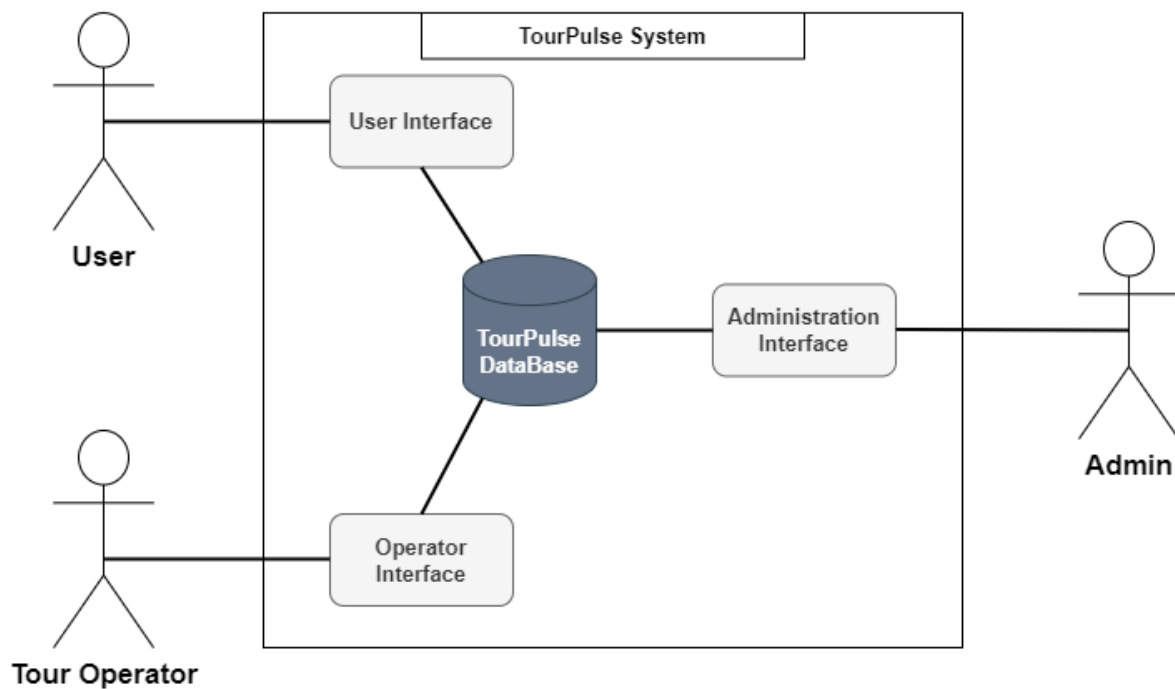 TourPulse System
User Interface
User
TourPulse
DataBase
Administration
Interface
Admin
Operator
Interface
Tour Operator